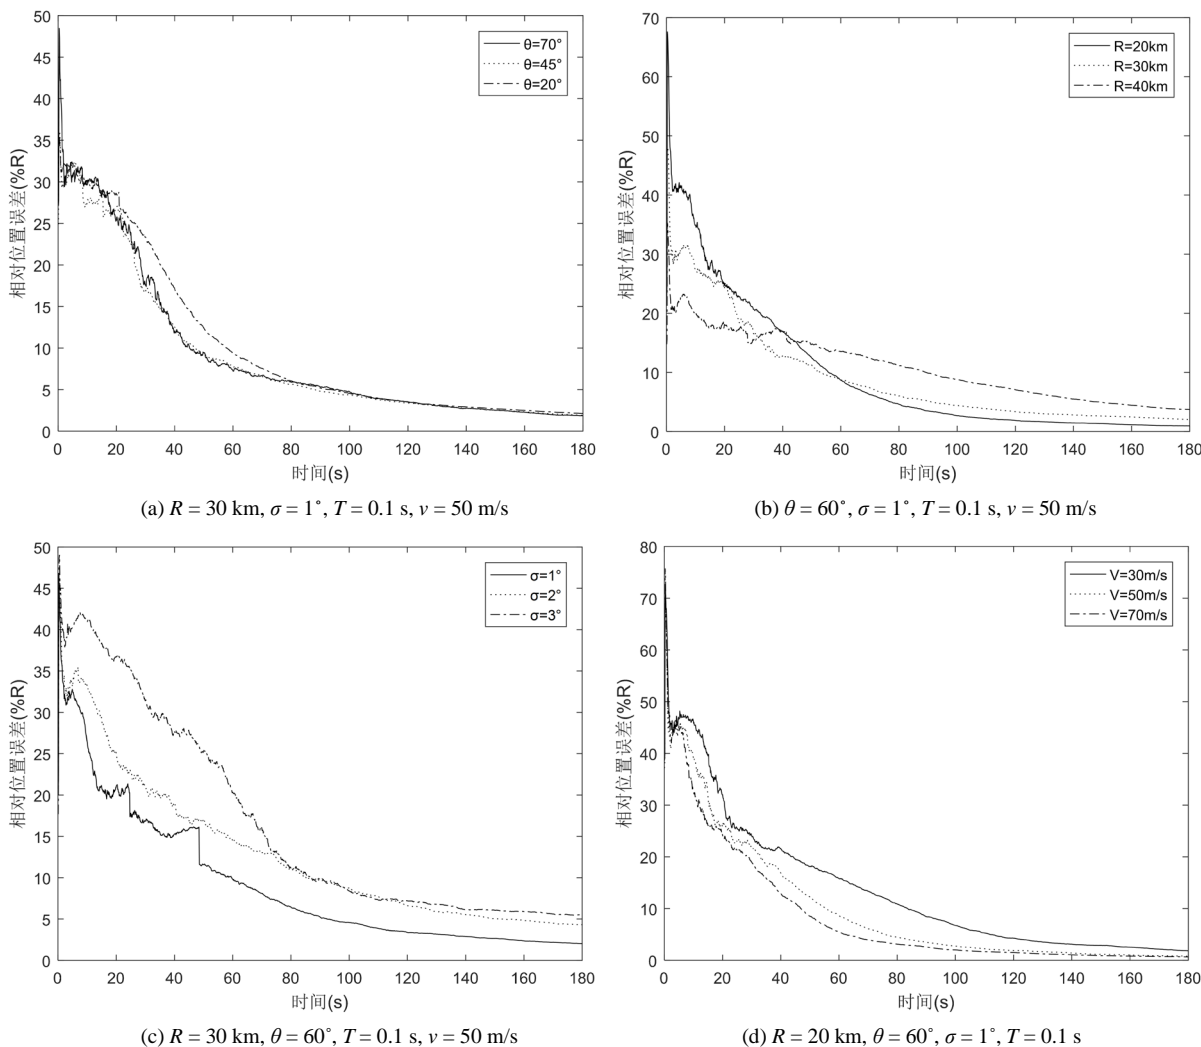 50
45
40
35
30
25
20
15
10
5
0
相对位置误差(%R)
θ=70°
θ=45°
θ=20°
0 20 40 60 80 100 120 140 160 180
时间(s)
(a) R = 30 km, σ = 1˚, T = 0.1 s, v = 50 m/s
70
60
50
40
30
20
10
0
相对位置误差(%R)
R=20km
R=30km
R=40km
0 20 40 60 80 100 120 140 160 180
时间(s)
(b) θ = 60˚, σ = 1˚, T = 0.1 s, v = 50 m/s
50
45
40
35
30
25
20
15
10
5
0
相对位置误差(%R)
σ=1°
σ=2°
σ=3°
0 20 40 60 80 100 120 140 160 180
时间(s)
(c) R = 30 km, θ = 60˚, T = 0.1 s, v = 50 m/s
80
70
60
50
40
30
20
10
0
相对位置误差(%R)
V=30m/s
V=50m/s
V=70m/s
0 20 40 60 80 100 120 140 160 180
时间(s)
(d) R = 20 km, θ = 60˚, σ = 1˚, T = 0.1 s